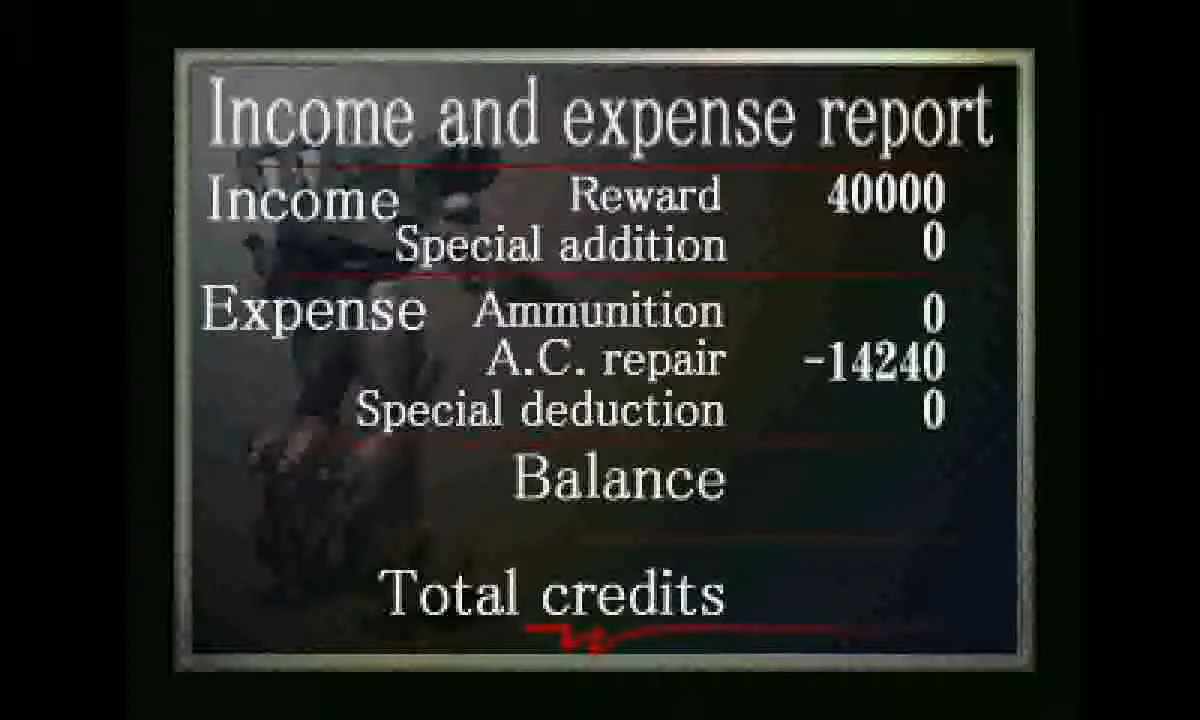 Income and expense report
Income Reward 40000
Special addition 0
Expense Ammunition 0
A.C. repair -14240
Special deduction 0
Balance
Total credits